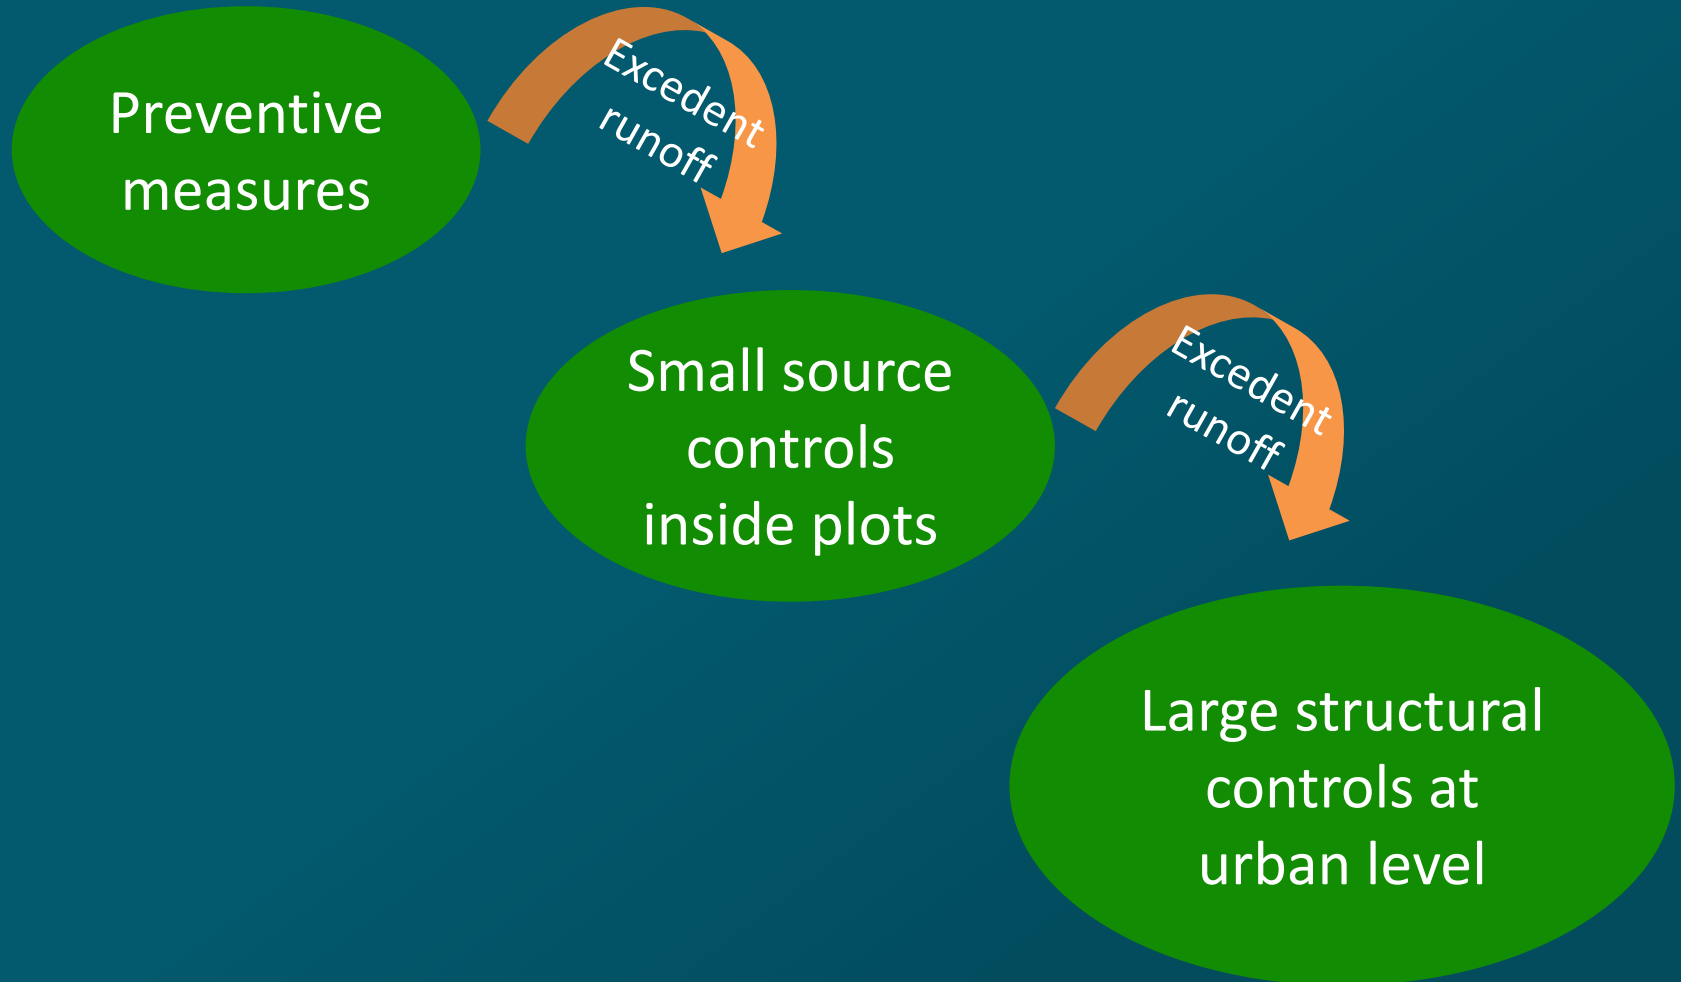 Preventive
measures
Excedent
runoff
Small source
controls
inside plots
Excedent
runoff
Large structural
controls at
urban level